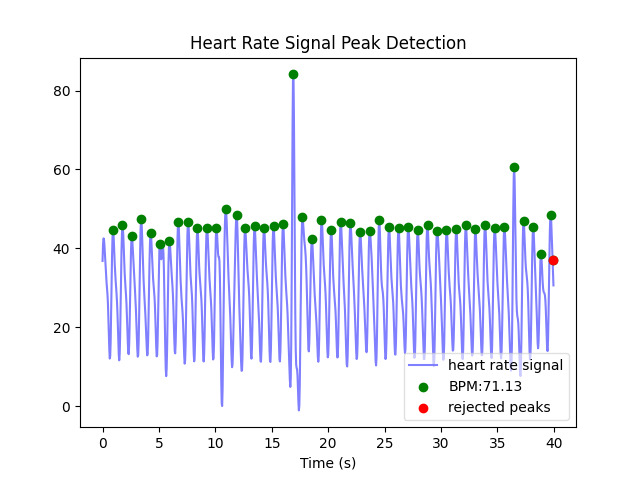 Heart Rate Signal Peak Detection
80
60
40
20
0
heart rate signal
BPM:71.13
rejected peaks
0 5 10 15 20 25 30 35 40
Time (s)